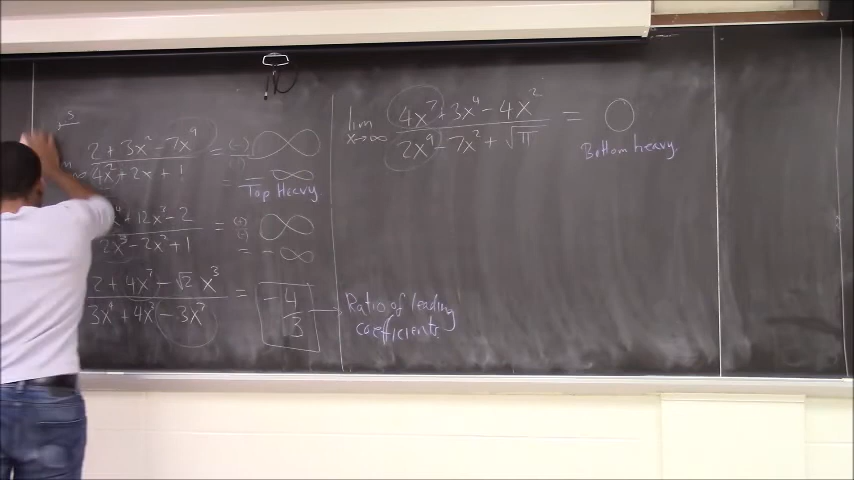 5
2 + 3x² - 7x⁹
4x² + 2x + 1
= (-) ∞
= -∞
Top Heavy.
+ 12x² - 2
2x³ - 2x² + 1
= ∞
= -∞
2 + 4x⁷ - √2 x³
3x⁴ + 4x² - 3x⁷
= -4/3
Ratio of leading
coefficients
lim x→∞
4x⁷ + 3x⁴ - 4x²
2x⁹ - 7x² + √π
= 0
Bottom heavy.